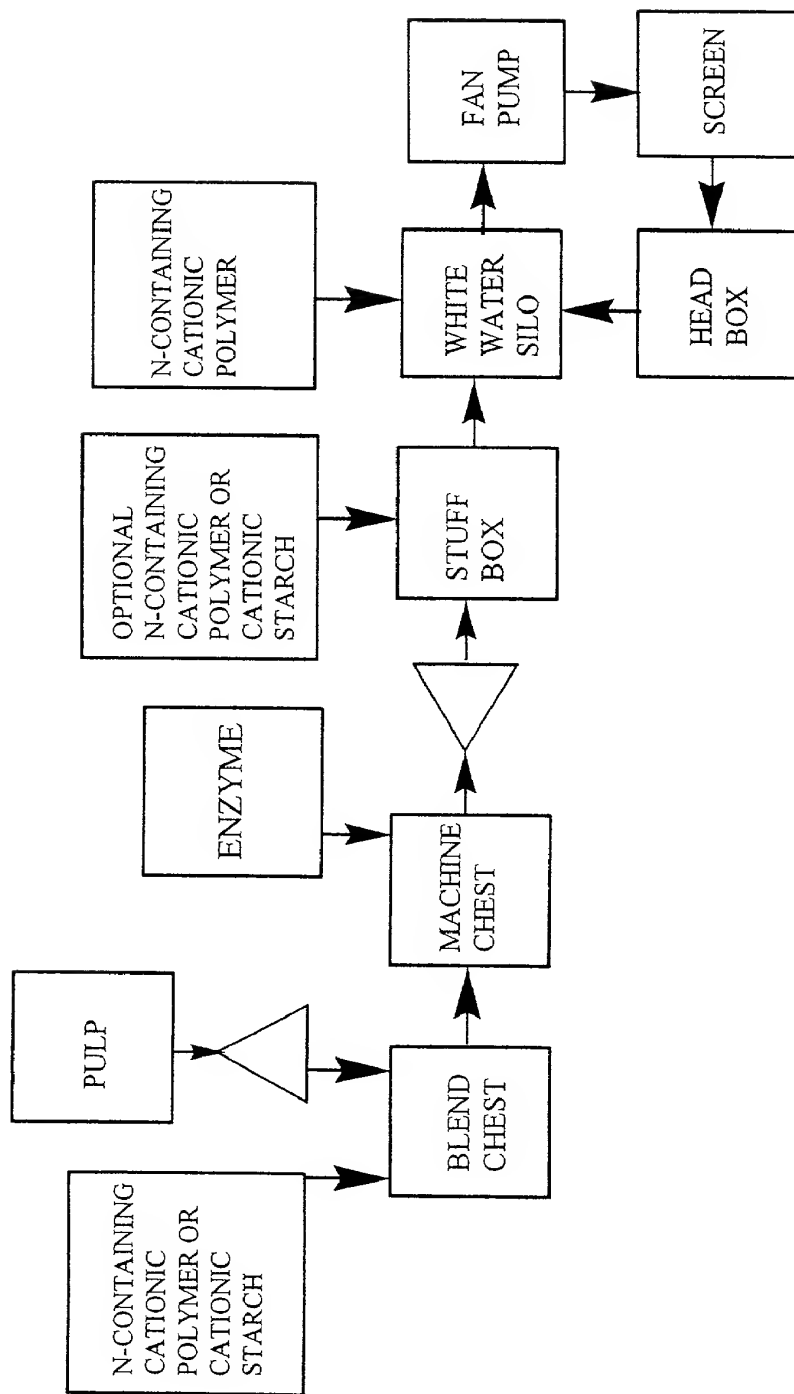 N-CONTAINING
CATIONIC
POLYMER OR
CATIONIC
STARCH
PULP
ENZYME
OPTIONAL
N-CONTAINING
CATIONIC
POLYMER OR
CATIONIC
STARCH
N-CONTAINING
CATIONIC
POLYMER
BLEND
CHEST
MACHINE
CHEST
STUFF
BOX
WHITE
WATER
SILO
FAN
PUMP
HEAD
BOX
SCREEN